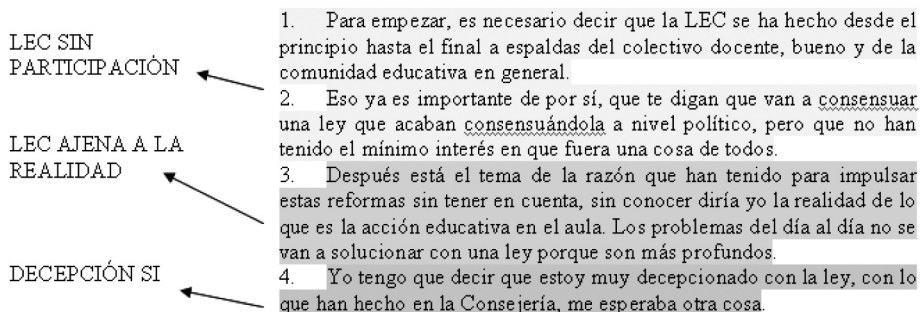 LEC SIN
PARTICIPACIÓN
LEC AJENA A LA
REALIDAD
DECEPCIÓN SI
1. Para empezar, es necesario decir que la LEC se ha hecho desde el
principio hasta el final a espaldas del colectivo docente, bueno y de la
comunidad educativa en general.
2. Eso ya es importante de por sí, que te digan que van a consensuar
una ley que acaban consensuándola a nivel político, pero que no han
tenido el mínimo interés en que fuera una cosa de todos.
3. Después está el tema de la razón que han tenido para impulsar
estas reformas sin tener en cuenta, sin conocer diría yo la realidad de lo
que es la acción educativa en el aula. Los problemas del día al día no se
van a solucionar con una ley porque son más profundos.
4. Yo tengo que decir que estoy muy decepcionado con la ley, con lo
que han hecho en la Consejería, me esperaba otra cosa.